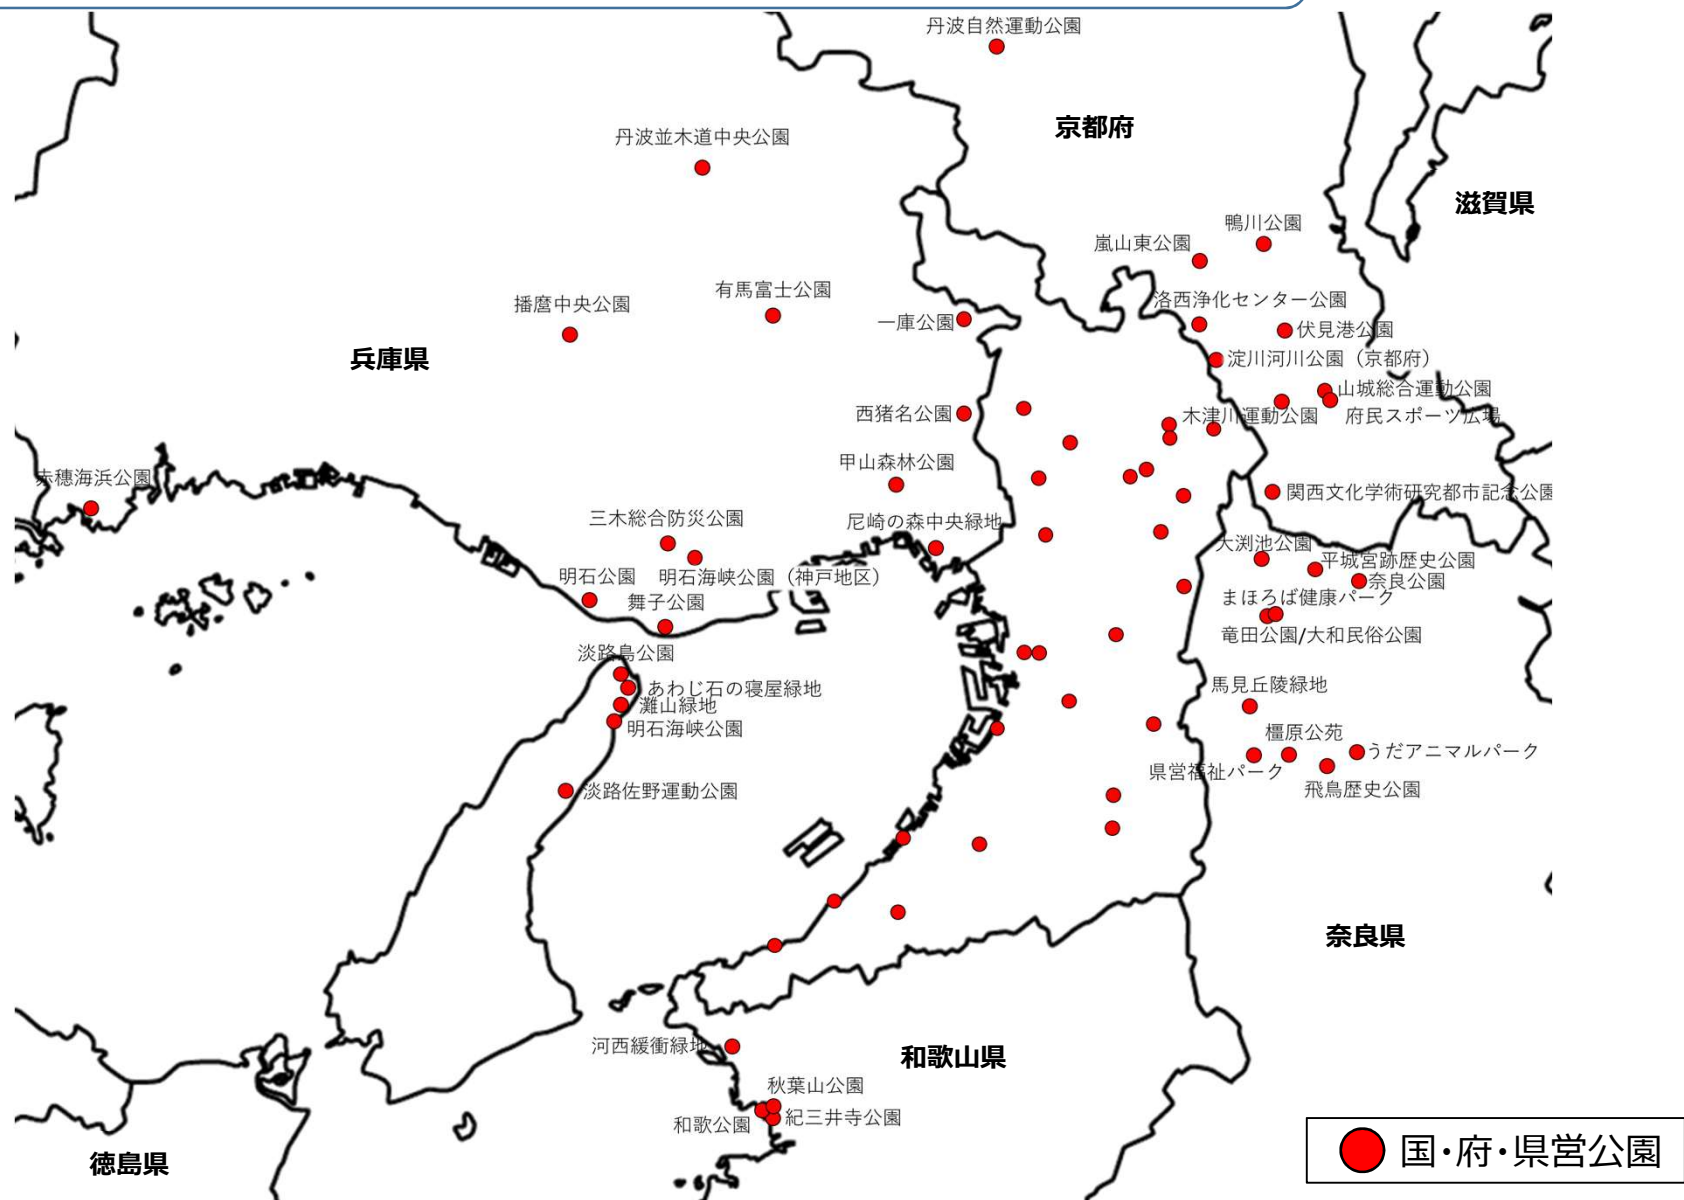 丹波自然運動公園
京都府
丹波並木道中央公園
滋賀県
鴨川公園
嵐山東公園
有馬富士公園
洛西浄化センター公園
播磨中央公園
一庫公園
伏見港公園
兵庫県
淀川河川公園（京都府）
山城総合運動公園
西猪名公園
木津川運動公園
府民スポーツ広場
甲山森林公園
赤穂海浜公園
関西文化学術研究都市記念公園
三木総合防災公園
尼崎の森中央緑地
大渕池公園
平城宮跡歴史公園
明石公園
明石海峡公園（神戸地区）
奈良公園
舞子公園
まほろば健康パーク
竜田公園/大和民俗公園
淡路島公園
あわじ石の寝屋緑地
馬見丘陵緑地
灘山緑地
明石海峡公園
橿原公苑
うだアニマルパーク
県営福祉パーク
淡路佐野運動公園
飛鳥歴史公園
奈良県
河西緩衝緑地
和歌山県
秋葉山公園
紀三井寺公園
和歌公園
徳島県
国・府・県営公園